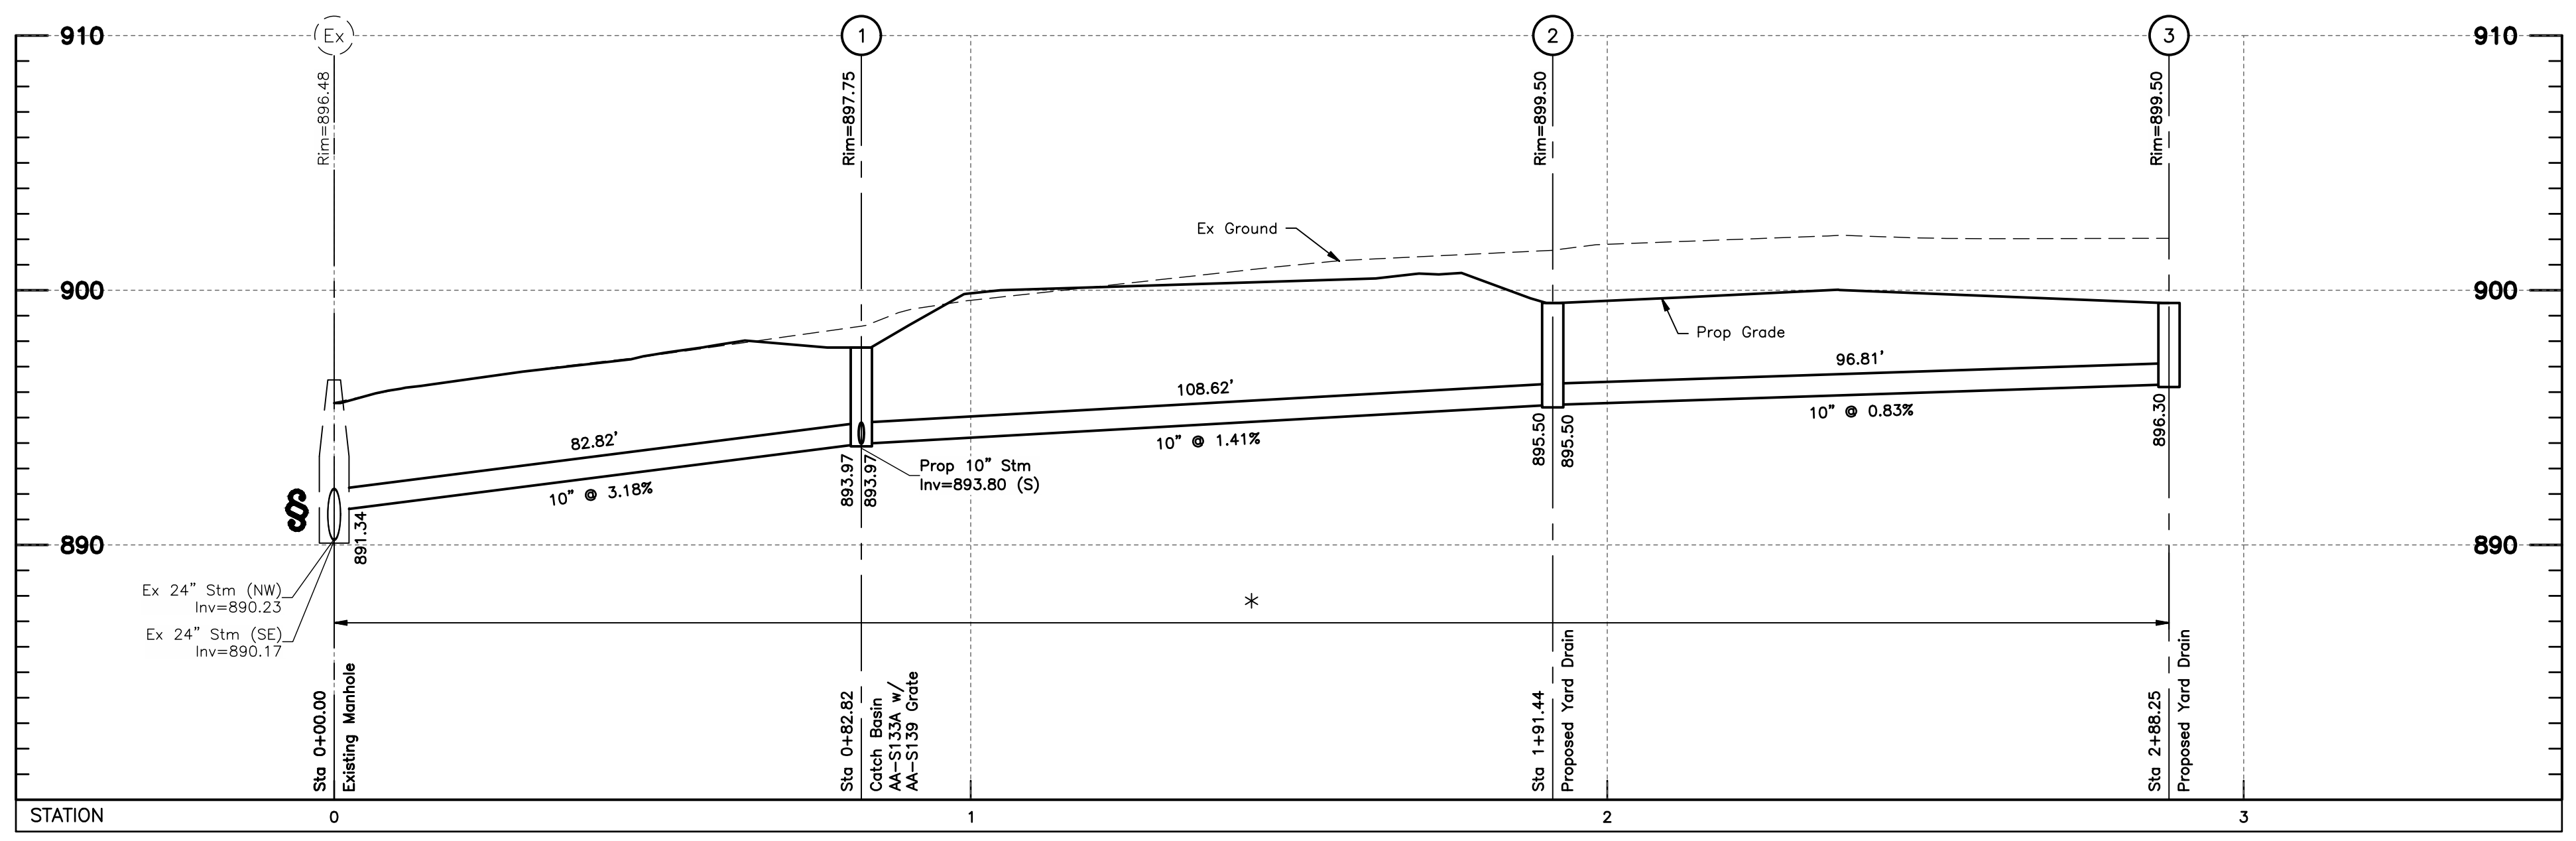 Ex
1
2
3
910
910
Rim=896.48
Rim=897.75
Rim=899.50
Rim=899.50
Ex Ground
900
900
Prop Grade
96.81'
108.62'
10" @ 0.83%
82.82'
10" @ 1.41%
10" @ 3.18%
893.97
893.97
895.50
895.50
896.30
Prop 10" Stm
Inv=893.80 (S)
§
891.34
890
890
Ex 24" Stm (NW)
Inv=890.23
Ex 24" Stm (SE)
Inv=890.17
*
Sta 0+00.00
Existing Manhole
Sta 0+82.82
Catch Basin
AA-S133A w/
AA-S139 Grate
Sta 1+91.44
Proposed Yard Drain
Sta 2+88.25
Proposed Yard Drain
STATION
0
1
2
3